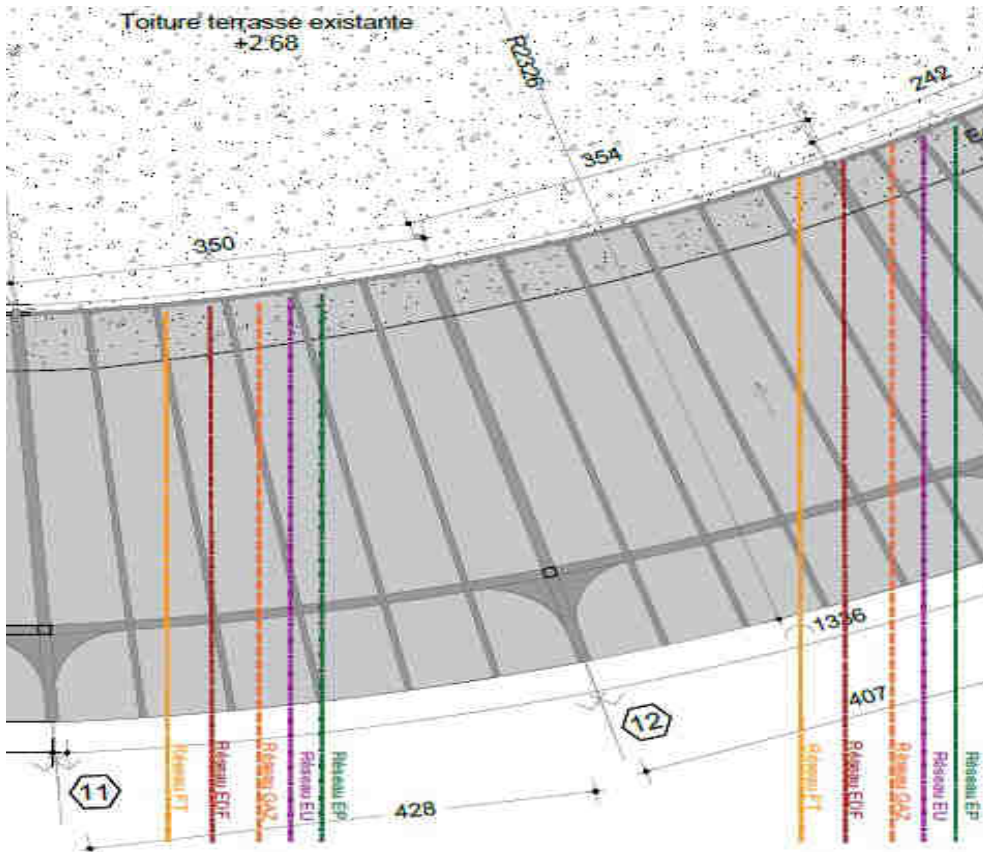 Toiture terrasse existante
+2.68
R2326
242
354
350
1336
407
12
11
428
Réseau FT
Réseau EDF
Réseau GAZ
Réseau EU
Réseau EP
Réseau FT
Réseau EDF
Réseau GAZ
Réseau EU
Réseau EP